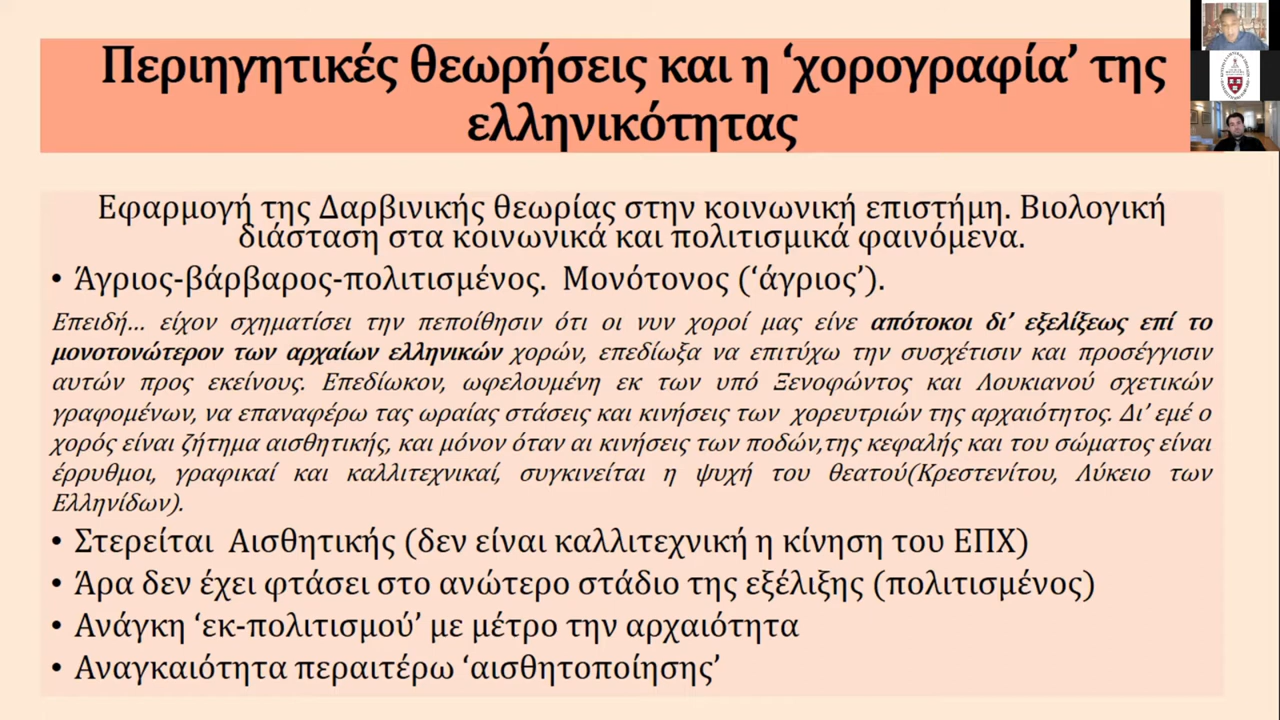 Περιηγητικές θεωρήσεις και η ‘χορογραφία’ της
ελληνικότητας
Εφαρμογή της Δαρβινικής θεωρίας στην κοινωνική επιστήμη. Βιολογική
διάσταση στα κοινωνικά και πολιτισμικά φαινόμενα.
• Άγριος-βάρβαρος-πολιτισμένος. Μονότονος (‘άγριος’).
Επειδή... είχον σχηματίσει την πεποίθησιν ότι οι νυν χοροί μας είνε απότοκοι δι’ εξελίξεως επί το
μονοτονώτερον των αρχαίων ελληνικών χορών, επεδίωξα να επιτύχω την συσχέτισιν και προσέγγισιν
αυτών προς εκείνους. Επεδίωκον, ωφελουμένη εκ των υπό Ξενοφώντος και Λουκιανού σχετικών
γραφομένων, να επαναφέρω τας ωραίας στάσεις και κινήσεις των χορευτριών της αρχαιότητος. Δι’ εμέ ο
χορός είναι ζήτημα αισθητικής, και μόνον όταν αι κινήσεις των ποδών,της κεφαλής και του σώματος είναι
έρρυθμοι, γραφικαί και καλλιτεχνικαί, συγκινείται η ψυχή του θεατού(Κρεστενίτου, Λύκειο των
Ελληνίδων).
• Στερείται Αισθητικής (δεν είναι καλλιτεχνική η κίνηση του ΕΠΧ)
• Άρα δεν έχει φτάσει στο ανώτερο στάδιο της εξέλιξης (πολιτισμένος)
• Ανάγκη ‘εκ-πολιτισμού’ με μέτρο την αρχαιότητα
• Αναγκαιότητα περαιτέρω ‘αισθητοποίησης’